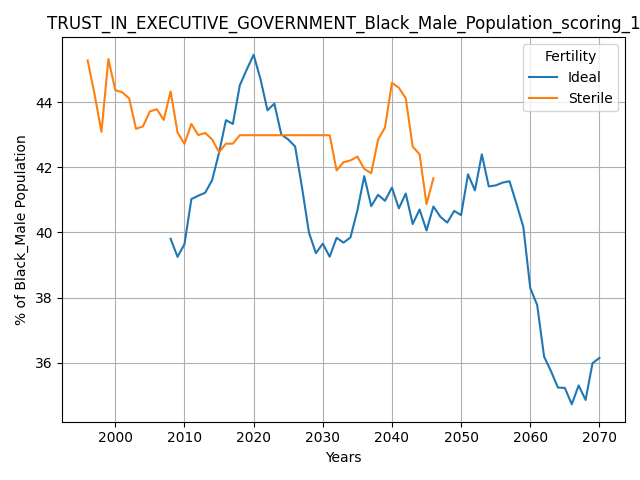 TRUST_IN_EXECUTIVE_GOVERNMENT_Black_Male_Population_scoring_1
Fertility
Ideal
Sterile
44
42
40
38
36
% of Black_Male Population
2000 2010 2020 2030 2040 2050 2060 2070
Years